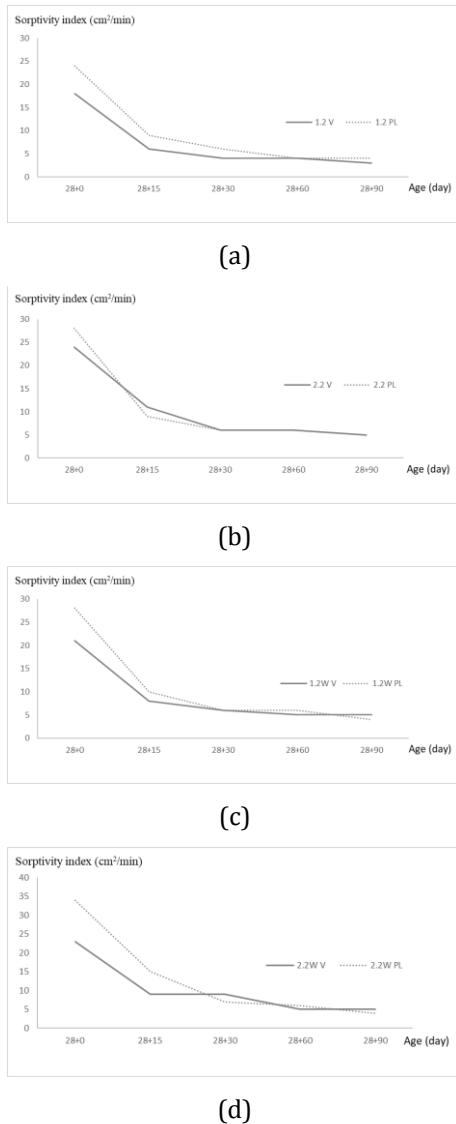 Sorptivity index (cm²/min)
30
25
20
15
10
5
0
1.2 V 1.2 PL
28+0 28+15 28+30 28+60 28+90 Age (day)
(a)
Sorptivity index (cm²/min)
30
25
20
15
10
5
0
2.2 V 2.2 PL
28+0 28+15 28+30 28+60 28+90 Age (day)
(b)
Sorptivity index (cm²/min)
30
25
20
15
10
5
0
1.2W V 1.2W PL
28+0 28+15 28+30 28+60 28+90 Age (day)
(c)
Sorptivity index (cm²/min)
40
35
30
25
20
15
10
5
0
2.2W V 2.2W PL
28+0 28+15 28+30 28+60 28+90 Age (day)
(d)